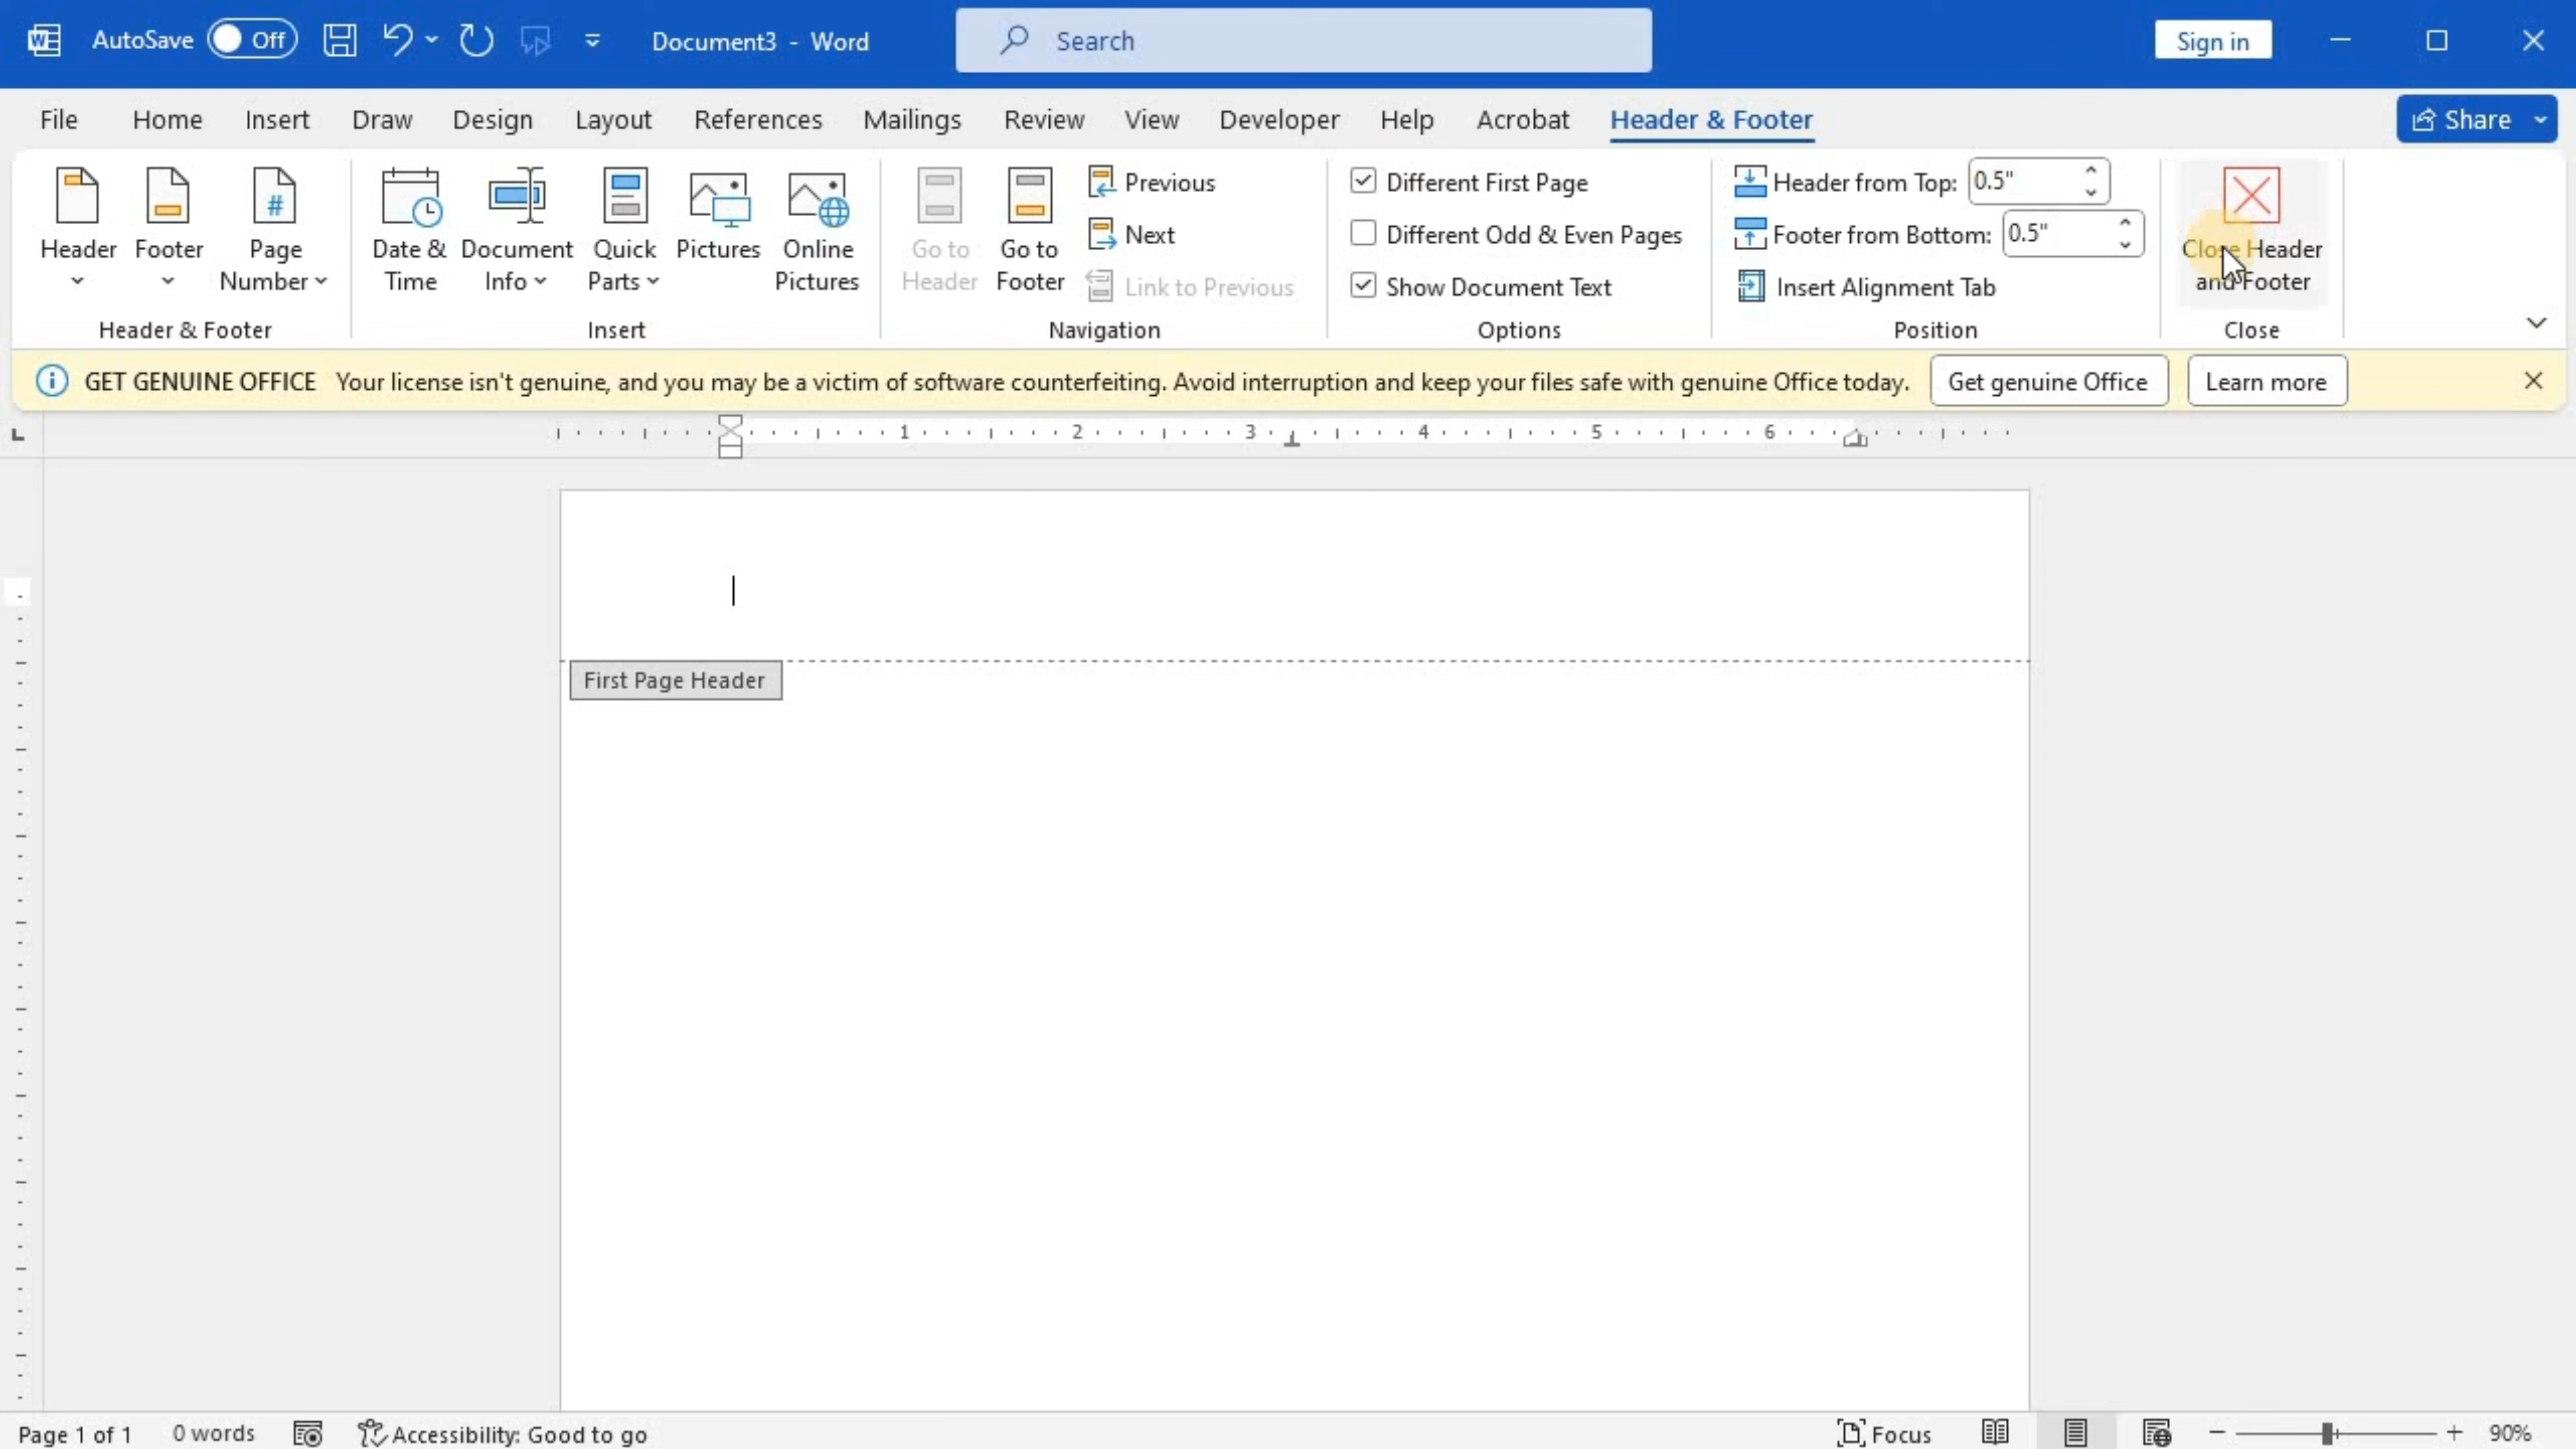 AutoSave Off Document3 - Word Search Sign in
File Home Insert Draw Design Layout References Mailings Review View Developer Help Acrobat Header & Footer Share
Header
Footer
Page
Number
Header & Footer
Date &
Time
Document
Info
Quick
Parts
Pictures
Online
Pictures
Insert
Go to
Header
Go to
Footer
Previous
Next
Link to Previous
Navigation
Different First Page
Different Odd & Even Pages
Show Document Text
Options
Header from Top: 0.5"
Footer from Bottom: 0.5"
Insert Alignment Tab
Position
Close Header
and Footer
Close
GET GENUINE OFFICE Your license isn't genuine, and you may be a victim of software counterfeiting. Avoid interruption and keep your files safe with genuine Office today. Get genuine Office Learn more
1 2 3 4 5 6
First Page Header
Page 1 of 1 0 words Accessibility: Good to go Focus 90%